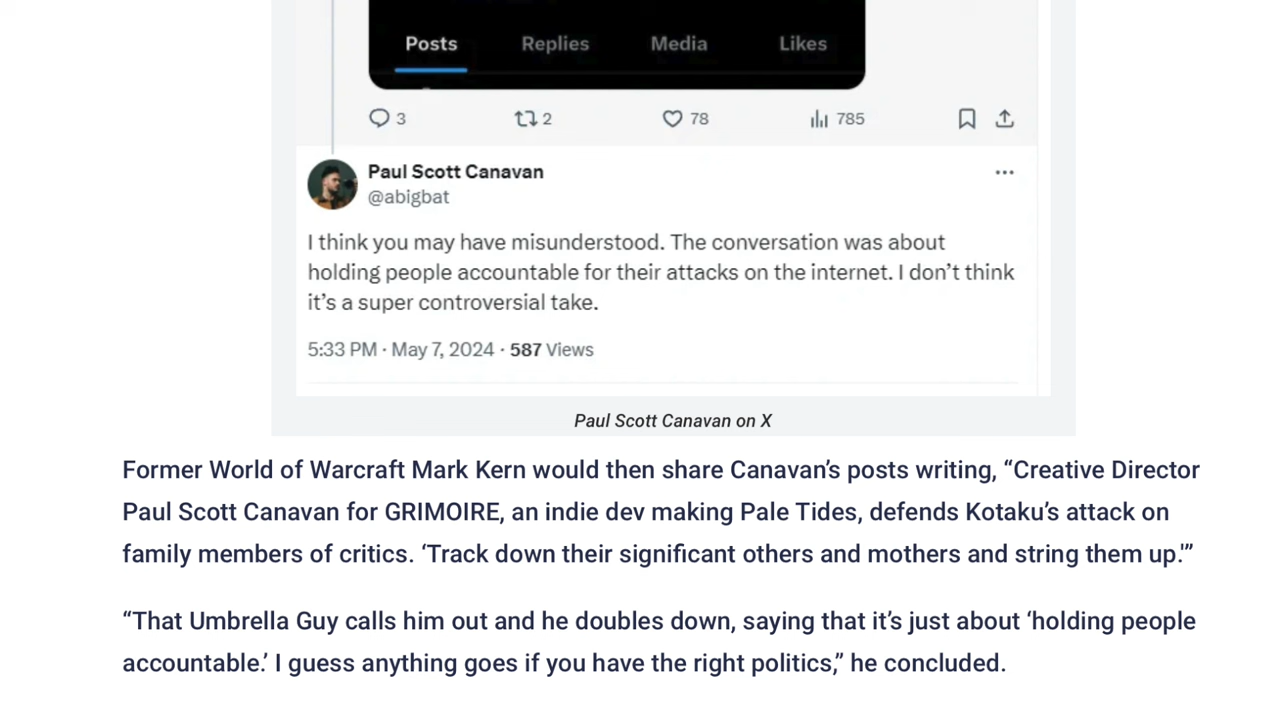 Posts Replies Media Likes
3 2 78 785
Paul Scott Canavan
@abigbat
I think you may have misunderstood. The conversation was about
holding people accountable for their attacks on the internet. I don’t think
it’s a super controversial take.
5:33 PM · May 7, 2024 · 587 Views
Paul Scott Canavan on X
Former World of Warcraft Mark Kern would then share Canavan’s posts writing, “Creative Director
Paul Scott Canavan for GRIMOIRE, an indie dev making Pale Tides, defends Kotaku’s attack on
family members of critics. ‘Track down their significant others and mothers and string them up.'”
“That Umbrella Guy calls him out and he doubles down, saying that it’s just about ‘holding people
accountable.’ I guess anything goes if you have the right politics,” he concluded.